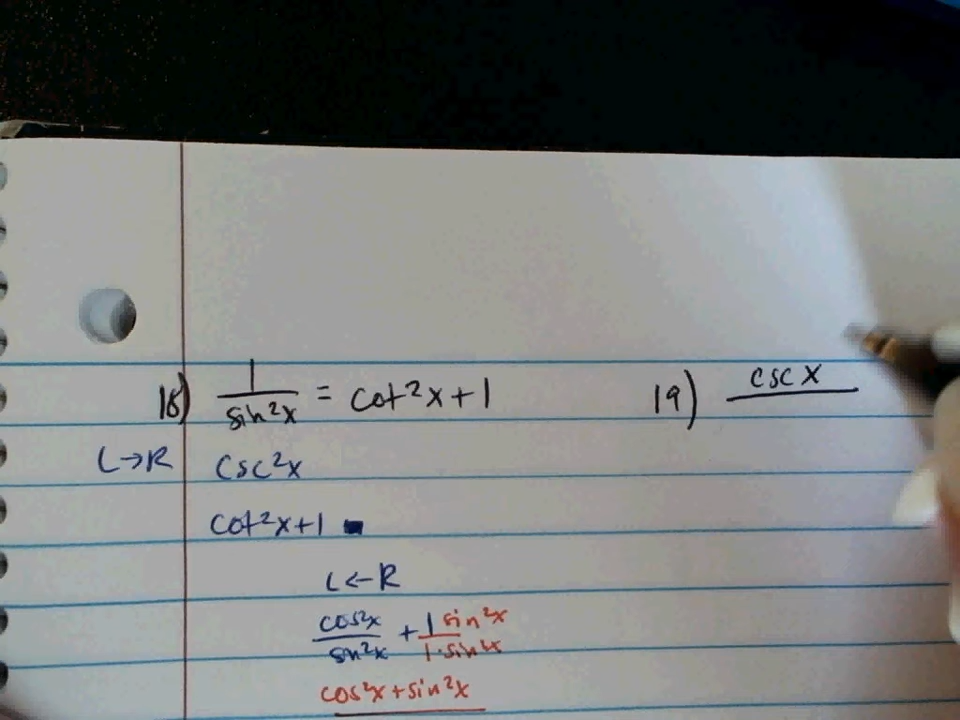 18) 1/sin²x = cot²x+1
L→R csc²x
cot²x+1
L←R
cos²x/sin²x + 1 sin²x/1·sin²x
cos²x+sin²x
19) csc x